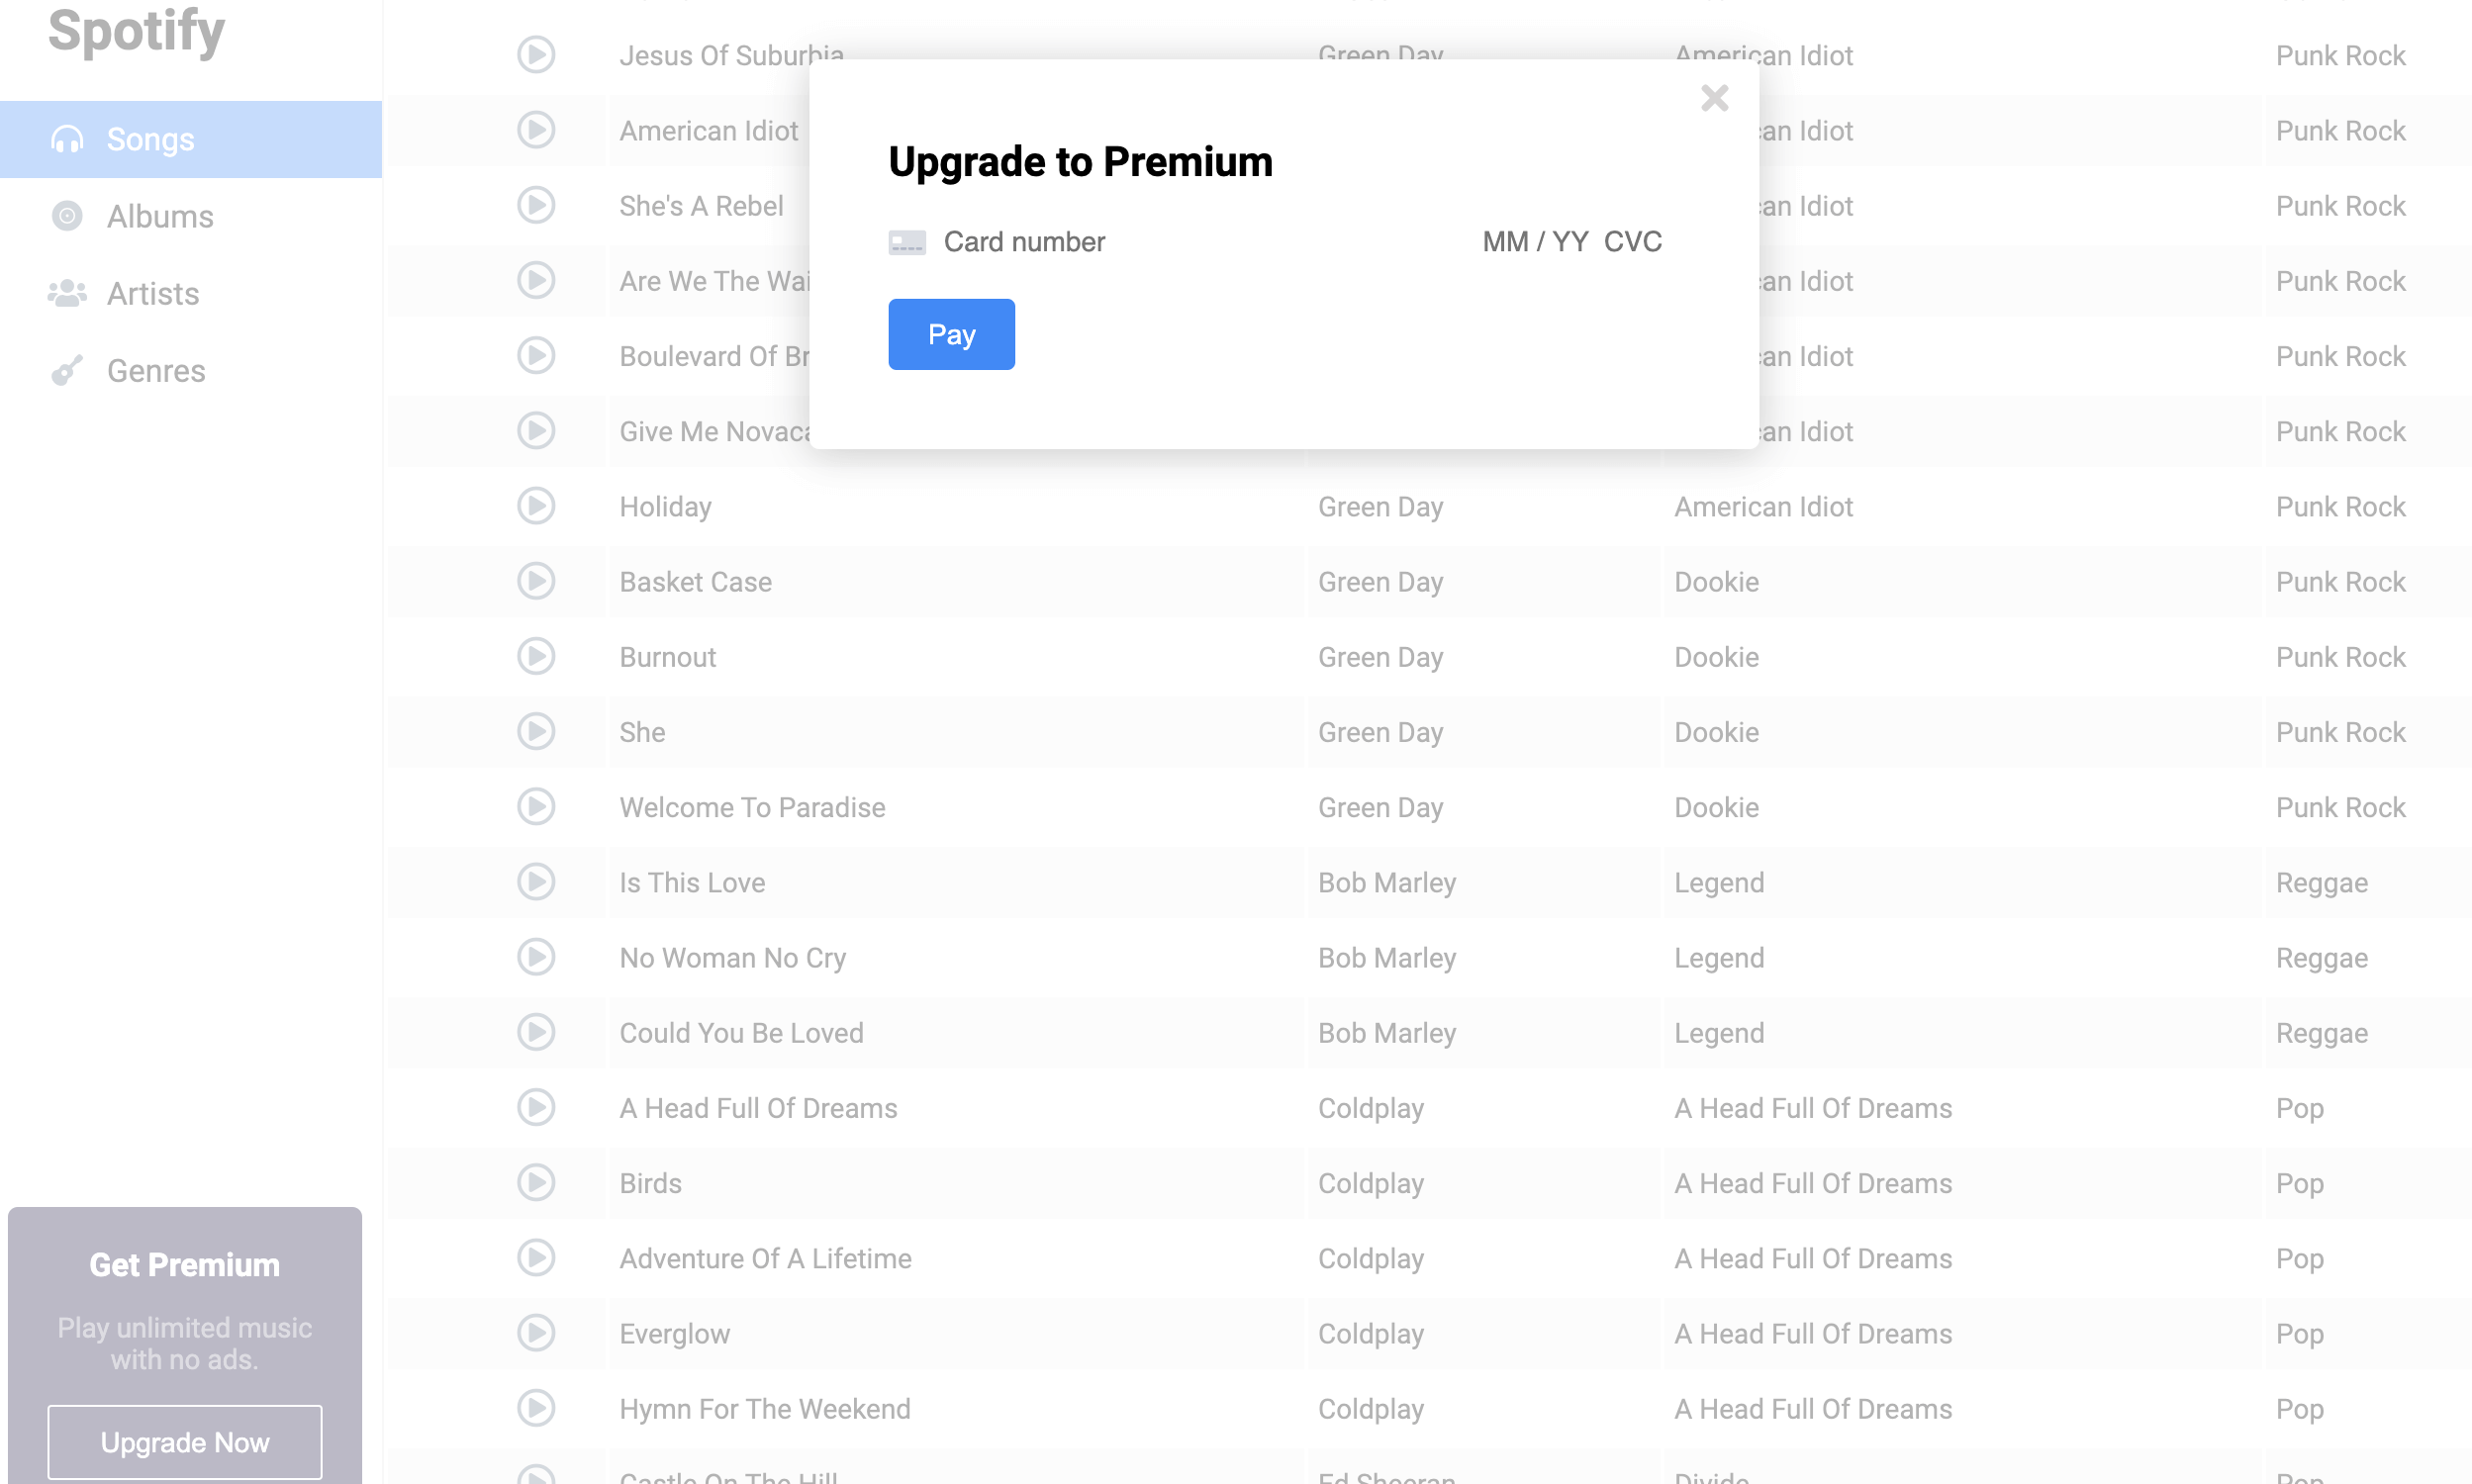 Spotify
Songs
Albums
Artists
Genres
Get Premium
Play unlimited music
with no ads.
Upgrade Now
Upgrade to Premium
Card number MM / YY CVC
Pay
Jesus Of Suburbia Green Day American Idiot Punk Rock
American Idiot an Idiot Punk Rock
She's A Rebel an Idiot Punk Rock
Are We The Wai an Idiot Punk Rock
Boulevard Of Br an Idiot Punk Rock
Give Me Novaca an Idiot Punk Rock
Holiday Green Day American Idiot Punk Rock
Basket Case Green Day Dookie Punk Rock
Burnout Green Day Dookie Punk Rock
She Green Day Dookie Punk Rock
Welcome To Paradise Green Day Dookie Punk Rock
Is This Love Bob Marley Legend Reggae
No Woman No Cry Bob Marley Legend Reggae
Could You Be Loved Bob Marley Legend Reggae
A Head Full Of Dreams Coldplay A Head Full Of Dreams Pop
Birds Coldplay A Head Full Of Dreams Pop
Adventure Of A Lifetime Coldplay A Head Full Of Dreams Pop
Everglow Coldplay A Head Full Of Dreams Pop
Hymn For The Weekend Coldplay A Head Full Of Dreams Pop
Castle On The Hill Ed Sheeran Divide Pop